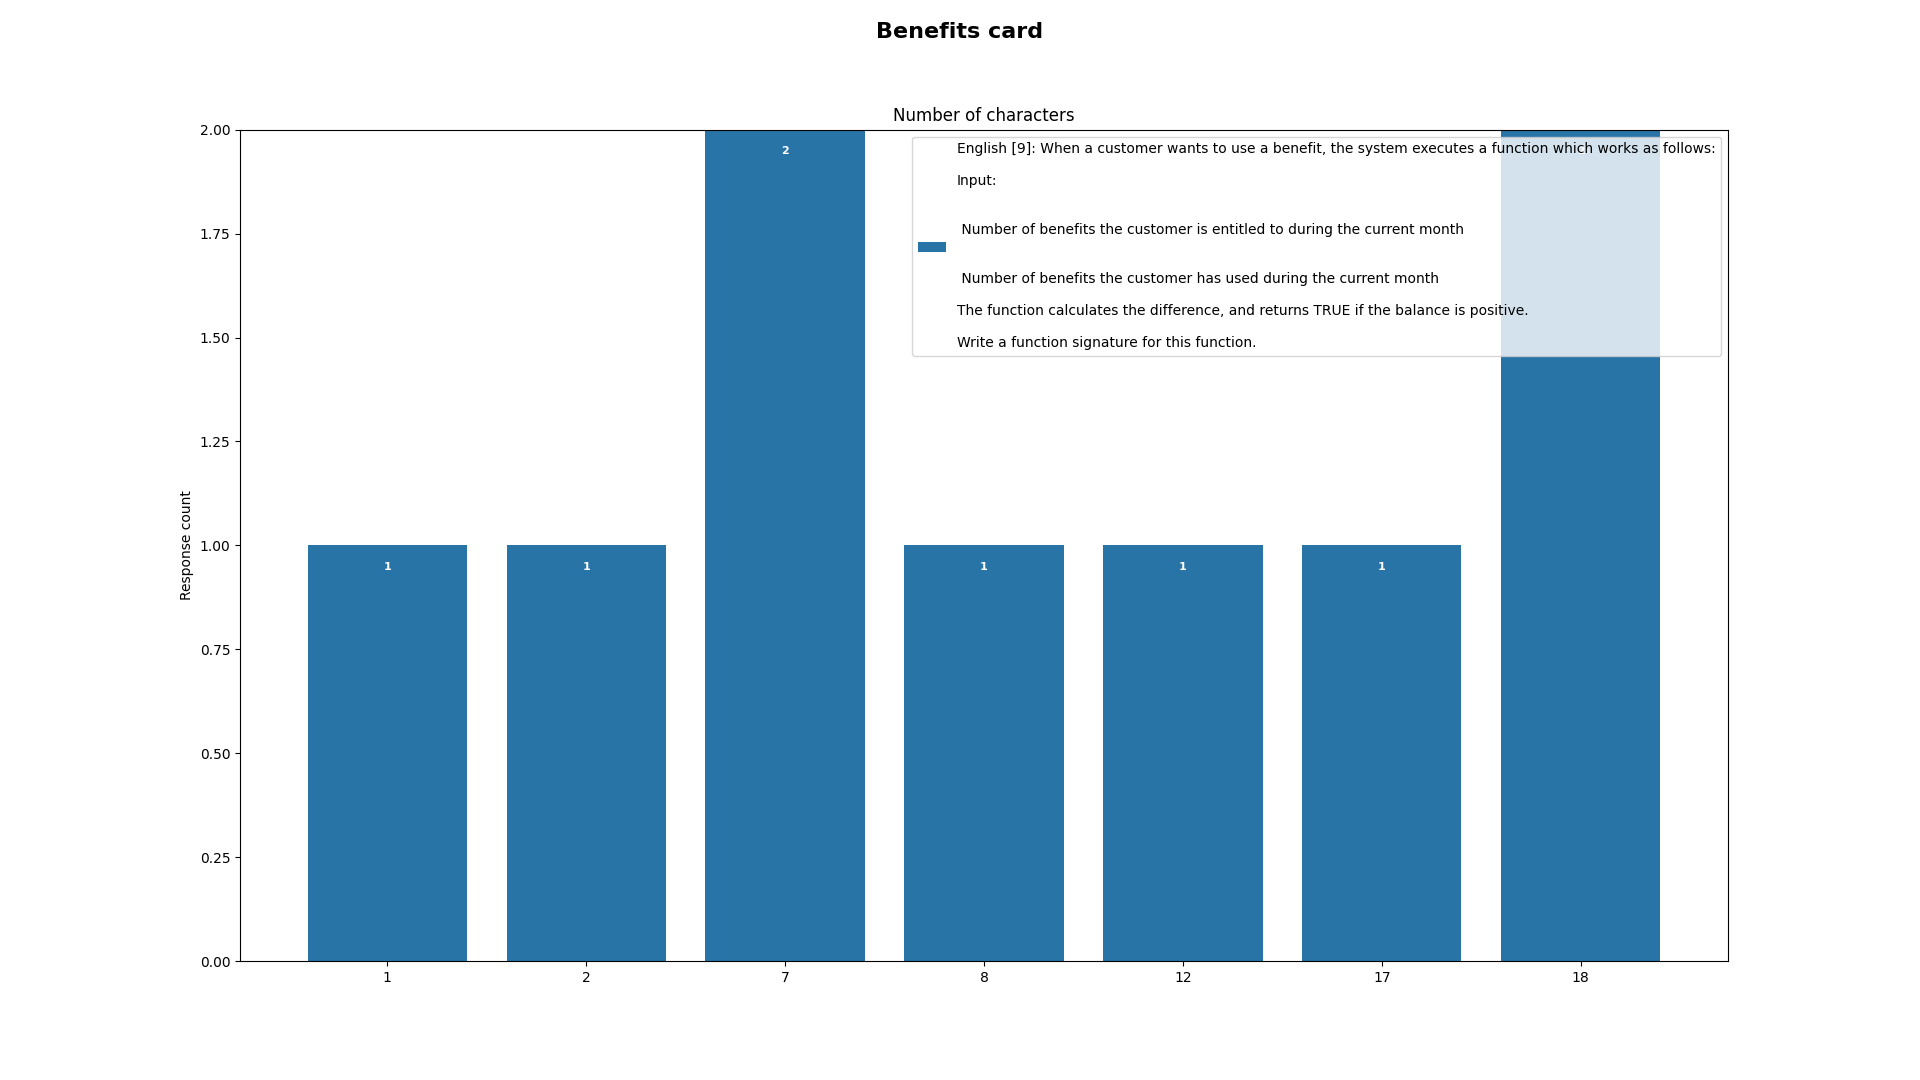 Benefits card
Number of characters
2.00
1.75
1.50
1.25
1.00
0.75
0.50
0.25
0.00
Response count
2
1
1
1
1
1
English [9]: When a customer wants to use a benefit, the system executes a function which works as follows:
Input:
Number of benefits the customer is entitled to during the current month
Number of benefits the customer has used during the current month
The function calculates the difference, and returns TRUE if the balance is positive.
Write a function signature for this function.
1
2
7
8
12
17
18